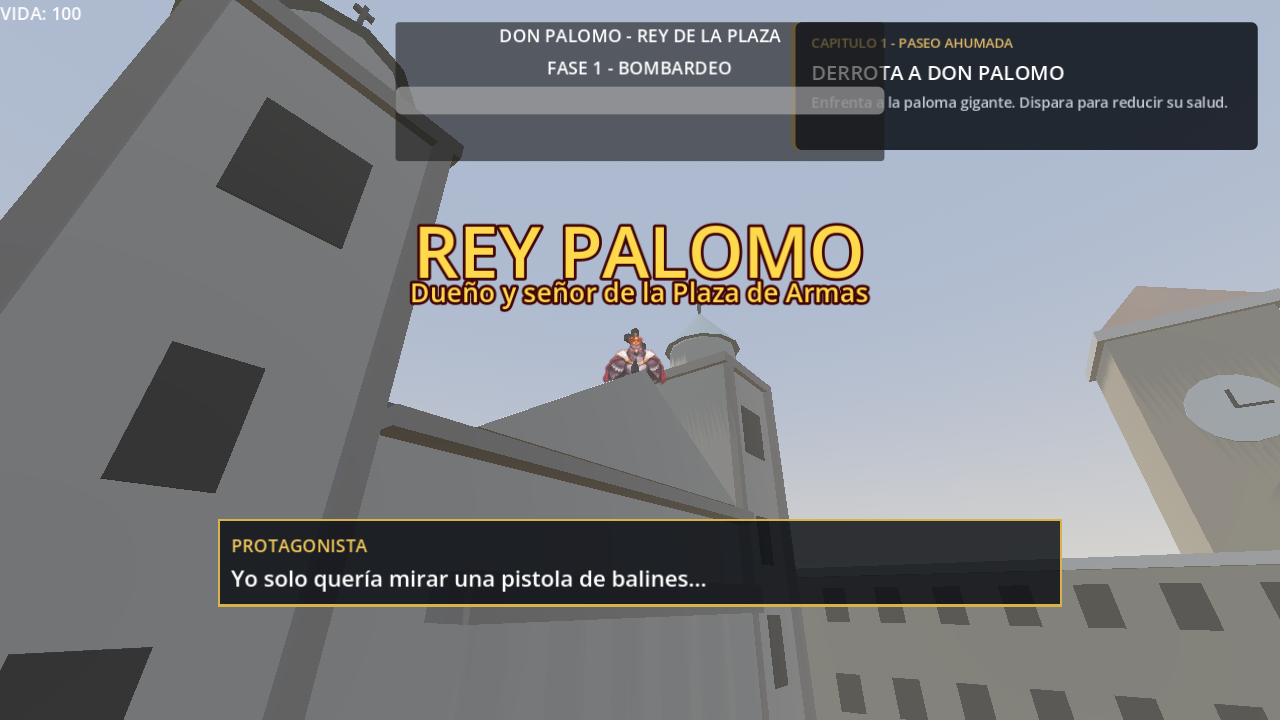 VIDA: 100
DON PALOMO - REY DE LA PLAZA
FASE 1 - BOMBARDEO
CAPITULO 1 - PASEO AHUMADA
DERROTA A DON PALOMO
Enfrenta a la paloma gigante. Dispara para reducir su salud.
REY PALOMO
Dueño y señor de la Plaza de Armas
PROTAGONISTA
Yo solo quería mirar una pistola de balines...